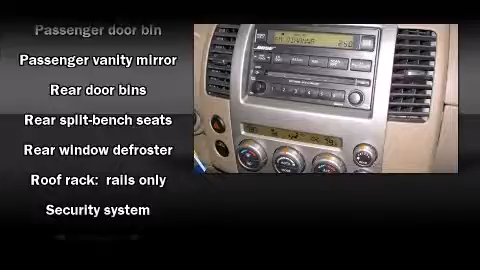 Passenger door bin
Passenger vanity mirror
Rear door bins
Rear split-bench seats
Rear window defroster
Roof rack: rails only
Security system
BOSE